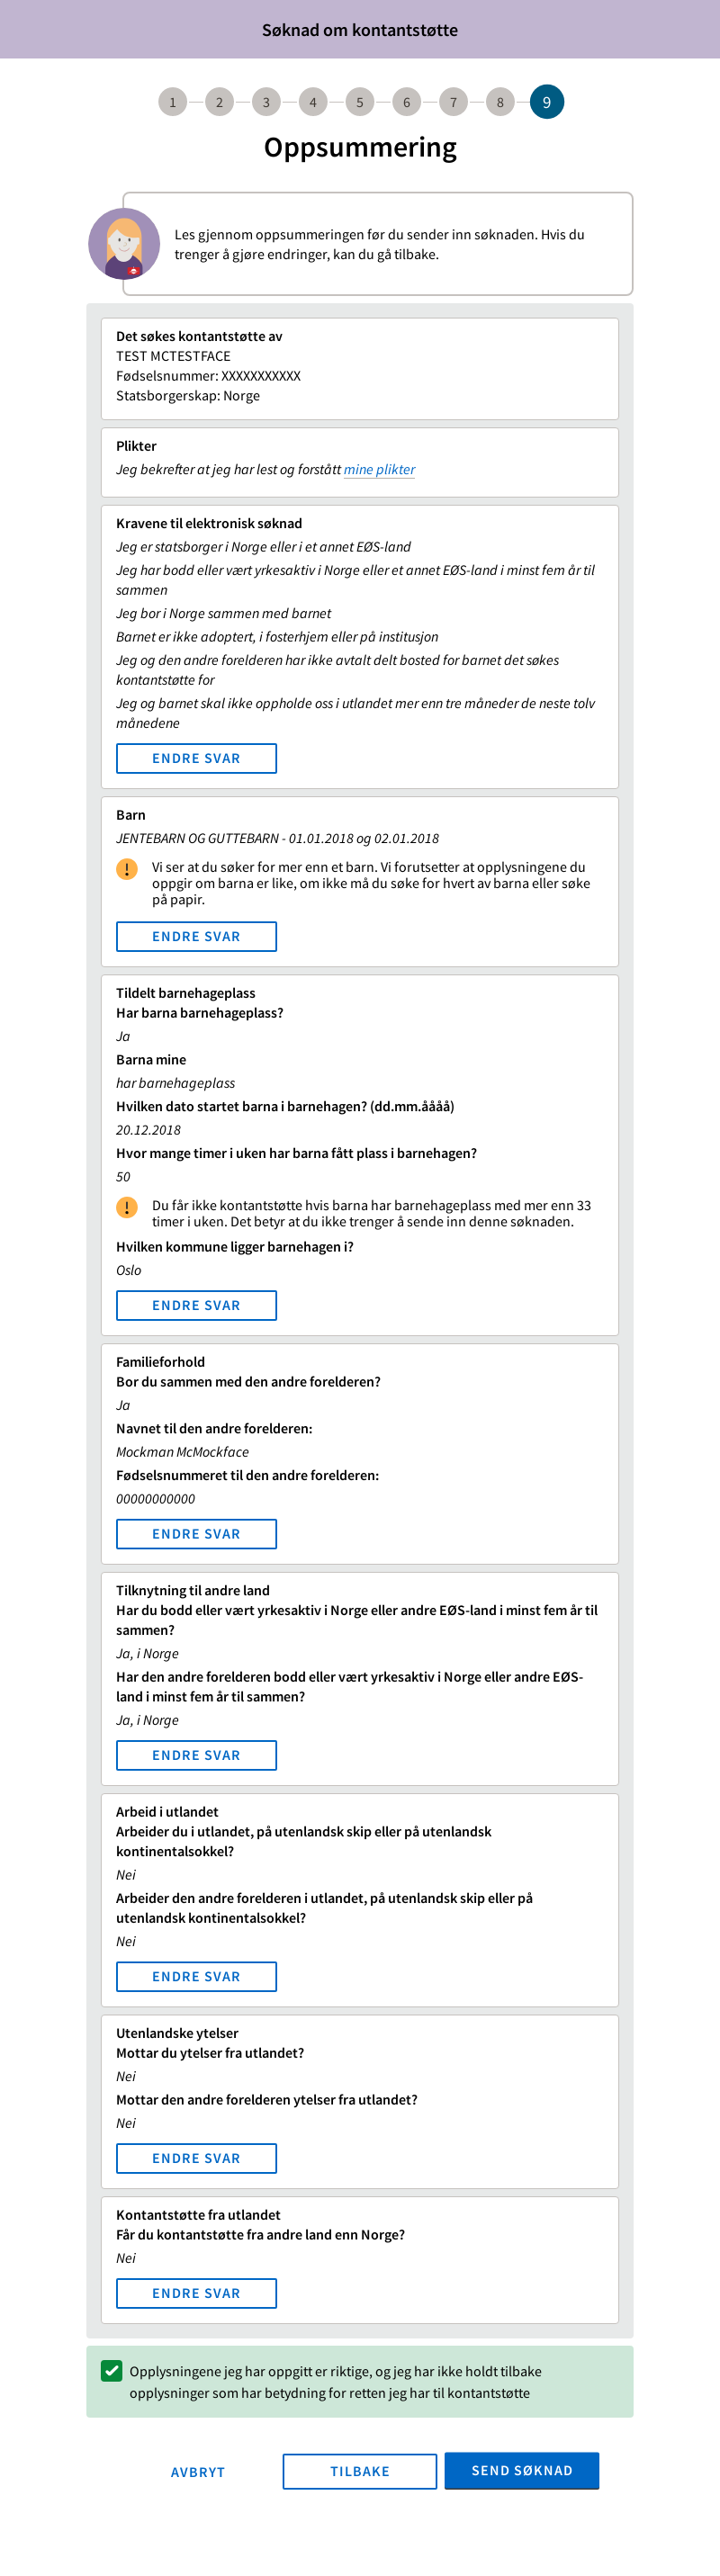 Søknad om kontantstøtte
1 2 3 4 5 6 7 8 9
Oppsummering
Les gjennom oppsummeringen før du sender inn søknaden. Hvis du
trenger å gjøre endringer, kan du gå tilbake.
Det søkes kontantstøtte av
TEST MCTESTFACE
Fødselsnummer: XXXXXXXXXXX
Statsborgerskap: Norge
Plikter
Jeg bekrefter at jeg har lest og forstått mine plikter
Kravene til elektronisk søknad
Jeg er statsborger i Norge eller i et annet EØS-land
Jeg har bodd eller vært yrkesaktiv i Norge eller et annet EØS-land i minst fem år til
sammen
Jeg bor i Norge sammen med barnet
Barnet er ikke adoptert, i fosterhjem eller på institusjon
Jeg og den andre forelderen har ikke avtalt delt bosted for barnet det søkes
kontantstøtte for
Jeg og barnet skal ikke oppholde oss i utlandet mer enn tre måneder de neste tolv
månedene
ENDRE SVAR
Barn
JENTEBARN OG GUTTEBARN - 01.01.2018 og 02.01.2018
Vi ser at du søker for mer enn et barn. Vi forutsetter at opplysningene du
oppgir om barna er like, om ikke må du søke for hvert av barna eller søke
på papir.
ENDRE SVAR
Tildelt barnehageplass
Har barna barnehageplass?
Ja
Barna mine
har barnehageplass
Hvilken dato startet barna i barnehagen? (dd.mm.åååå)
20.12.2018
Hvor mange timer i uken har barna fått plass i barnehagen?
50
Du får ikke kontantstøtte hvis barna har barnehageplass med mer enn 33
timer i uken. Det betyr at du ikke trenger å sende inn denne søknaden.
Hvilken kommune ligger barnehagen i?
Oslo
ENDRE SVAR
Familieforhold
Bor du sammen med den andre forelderen?
Ja
Navnet til den andre forelderen:
Mockman McMockface
Fødselsnummeret til den andre forelderen:
00000000000
ENDRE SVAR
Tilknytning til andre land
Har du bodd eller vært yrkesaktiv i Norge eller andre EØS-land i minst fem år til
sammen?
Ja, i Norge
Har den andre forelderen bodd eller vært yrkesaktiv i Norge eller andre EØS-
land i minst fem år til sammen?
Ja, i Norge
ENDRE SVAR
Arbeid i utlandet
Arbeider du i utlandet, på utenlandsk skip eller på utenlandsk
kontinentalsokkel?
Nei
Arbeider den andre forelderen i utlandet, på utenlandsk skip eller på
utenlandsk kontinentalsokkel?
Nei
ENDRE SVAR
Utenlandske ytelser
Mottar du ytelser fra utlandet?
Nei
Mottar den andre forelderen ytelser fra utlandet?
Nei
ENDRE SVAR
Kontantstøtte fra utlandet
Får du kontantstøtte fra andre land enn Norge?
Nei
ENDRE SVAR
Opplysningene jeg har oppgitt er riktige, og jeg har ikke holdt tilbake
opplysninger som har betydning for retten jeg har til kontantstøtte
AVBRYT TILBAKE SEND SØKNAD